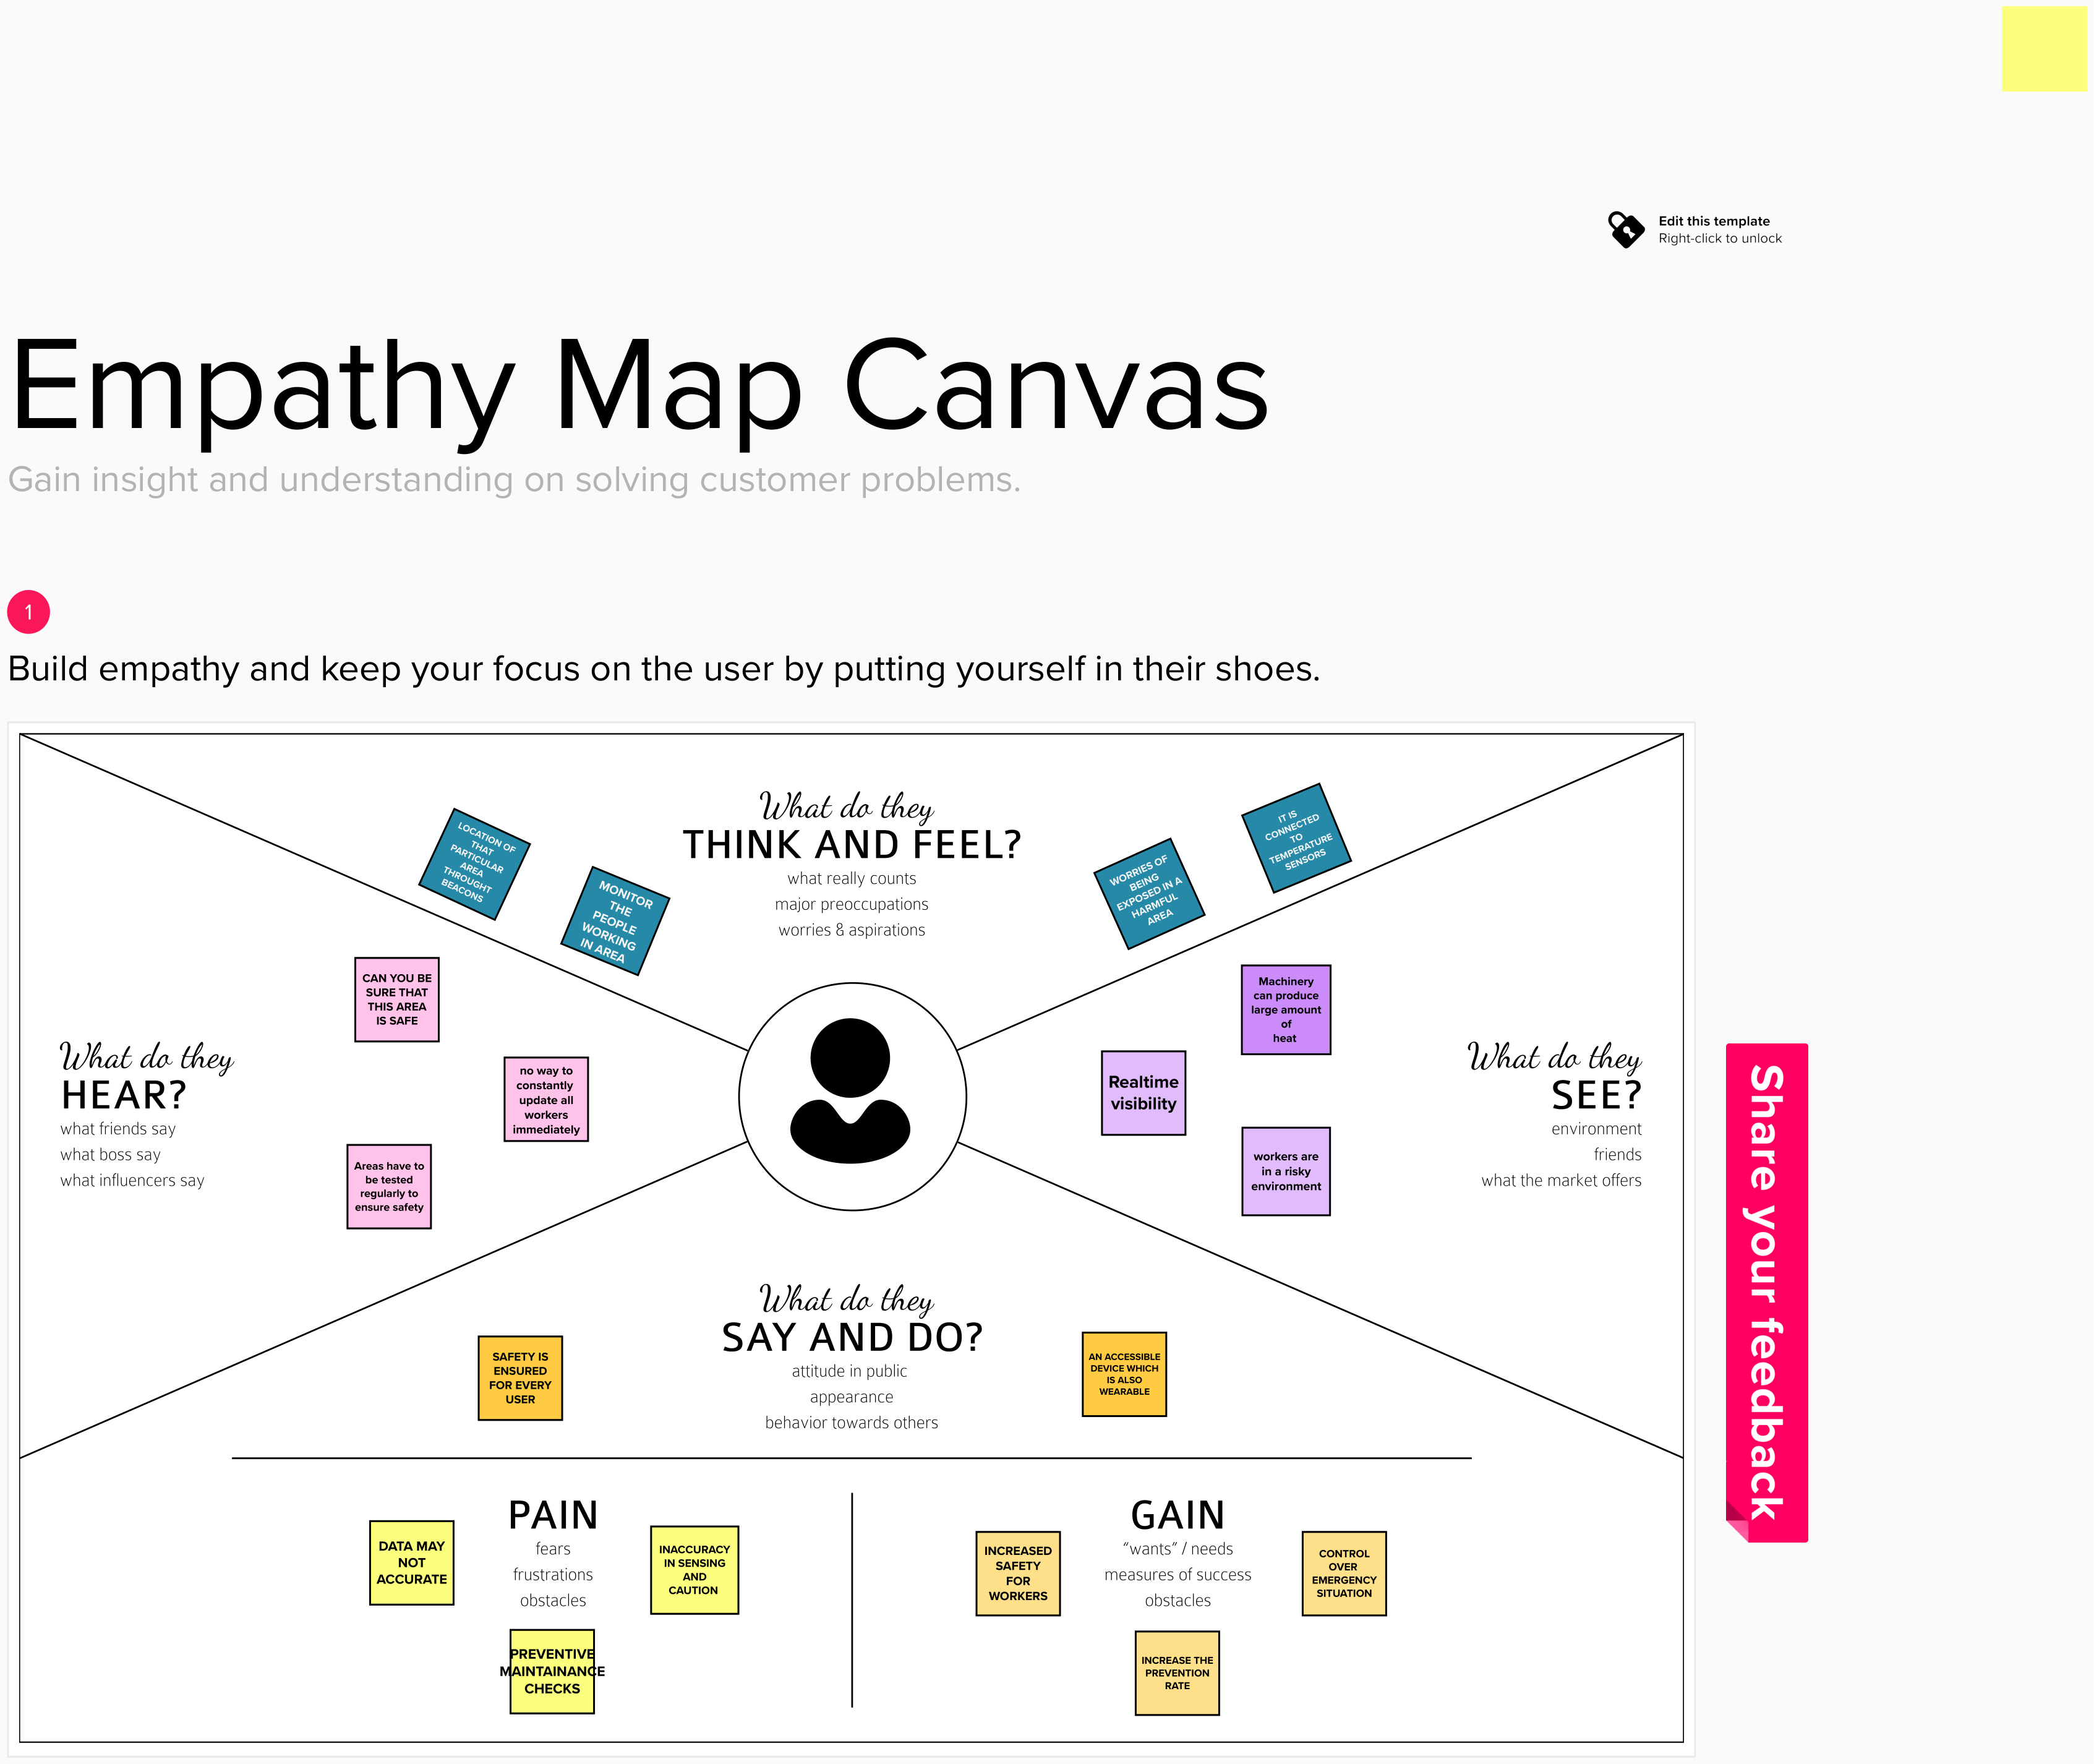 Edit this template
Right-click to unlock
Empathy Map Canvas
Gain insight and understanding on solving customer problems.
1
Build empathy and keep your focus on the user by putting yourself in their shoes.
What do they
THINK AND FEEL?
what really counts
major preoccupations
worries & aspirations
LOCATION OF
THAT
PARTICULAR
AREA
THROUGHT
BEACONS
MONITOR
THE
PEOPLE
WORKING
IN AREA
WORRIES OF
BEING
EXPOSED IN A
HARMFUL
AREA
IT IS
CONNECTED
TO
TEMPERATURE
SENSORS
What do they
HEAR?
what friends say
what boss say
what influencers say
CAN YOU BE
SURE THAT
THIS AREA
IS SAFE
no way to
constantly
update all
workers
immediately
Areas have to
be tested
regularly to
ensure safety
Machinery
can produce
large amount
of
heat
Realtime
visibility
workers are
in a risky
environment
What do they
SEE?
environment
friends
what the market offers
Share your feedback
What do they
SAY AND DO?
attitude in public
appearance
behavior towards others
SAFETY IS
ENSURED
FOR EVERY
USER
AN ACCESSIBLE
DEVICE WHICH
IS ALSO
WEARABLE
PAIN
fears
frustrations
obstacles
DATA MAY
NOT
ACCURATE
INACCURACY
IN SENSING
AND
CAUTION
PREVENTIVE
MAINTAINANCE
CHECKS
GAIN
“wants” / needs
measures of success
obstacles
INCREASED
SAFETY
FOR
WORKERS
CONTROL
OVER
EMERGENCY
SITUATION
INCREASE THE
PREVENTION
RATE